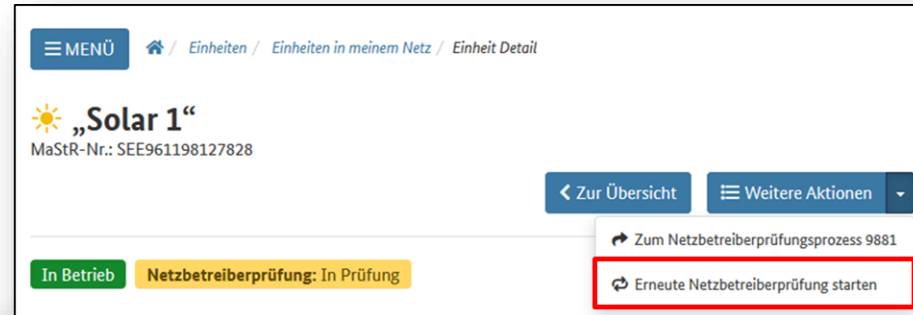 MENÜ / Einheiten / Einheiten in meinem Netz / Einheit Detail
„Solar 1“
MaStR-Nr.: SEE961198127828
Zur Übersicht Weitere Aktionen
Zum Netzbetreiberprüfungsprozess 9881
In Betrieb Netzbetreiberprüfung: In Prüfung
Erneute Netzbetreiberprüfung starten